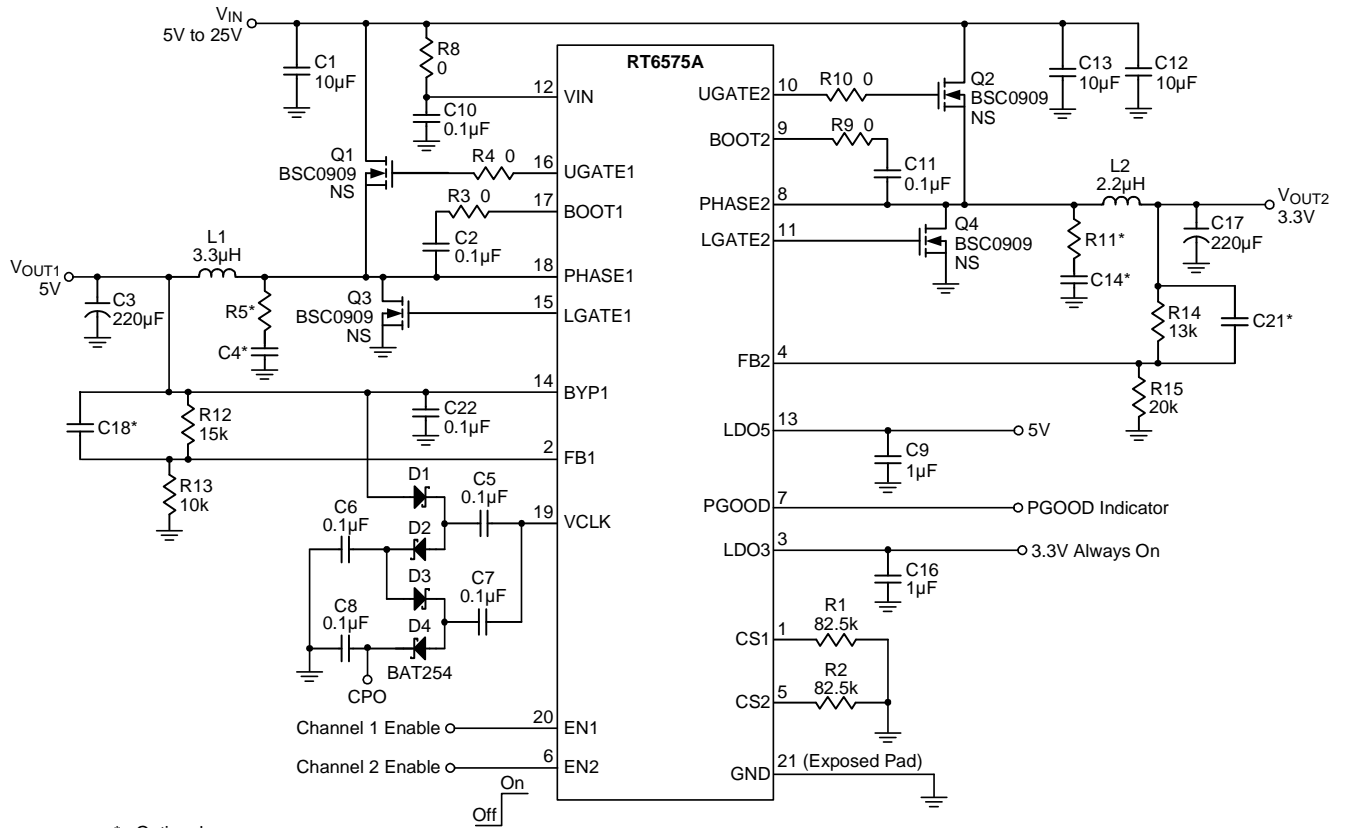 VIN
5V to 25V
C1
10µF
R8
0
RT6575A
C13
10µF
C12
10µF
12
VIN
C10
0.1µF
UGATE2
10
R10 0
Q2
BSC0909
NS
9
BOOT2
R9 0
C11
0.1µF
Q1
BSC0909
NS
R4 0
16
UGATE1
R3 0
17
BOOT1
C2
0.1µF
PHASE2
8
L2
2.2µH
VOUT2
3.3V
C17
220µF
LGATE2
11
Q4
BSC0909
NS
R11*
C14*
L1
3.3µH
VOUT1
5V
18
PHASE1
C3
220µF
R5*
C4*
Q3
BSC0909
NS
15
LGATE1
R14
13k
C21*
FB2
4
R15
20k
14
BYP1
C18*
R12
15k
C22
0.1µF
2
FB1
R13
10k
LDO5
13
5V
C9
1µF
D1
C5
0.1µF
C6
0.1µF
D2
19
VCLK
PGOOD
7
PGOOD Indicator
LDO3
3
3.3V Always On
C16
1µF
D3
C7
0.1µF
C8
0.1µF
D4
BAT254
CPO
CS1
1
R1
82.5k
CS2
5
R2
82.5k
Channel 1 Enable
20
EN1
Channel 2 Enable
6
EN2
On
Off
GND
21 (Exposed Pad)